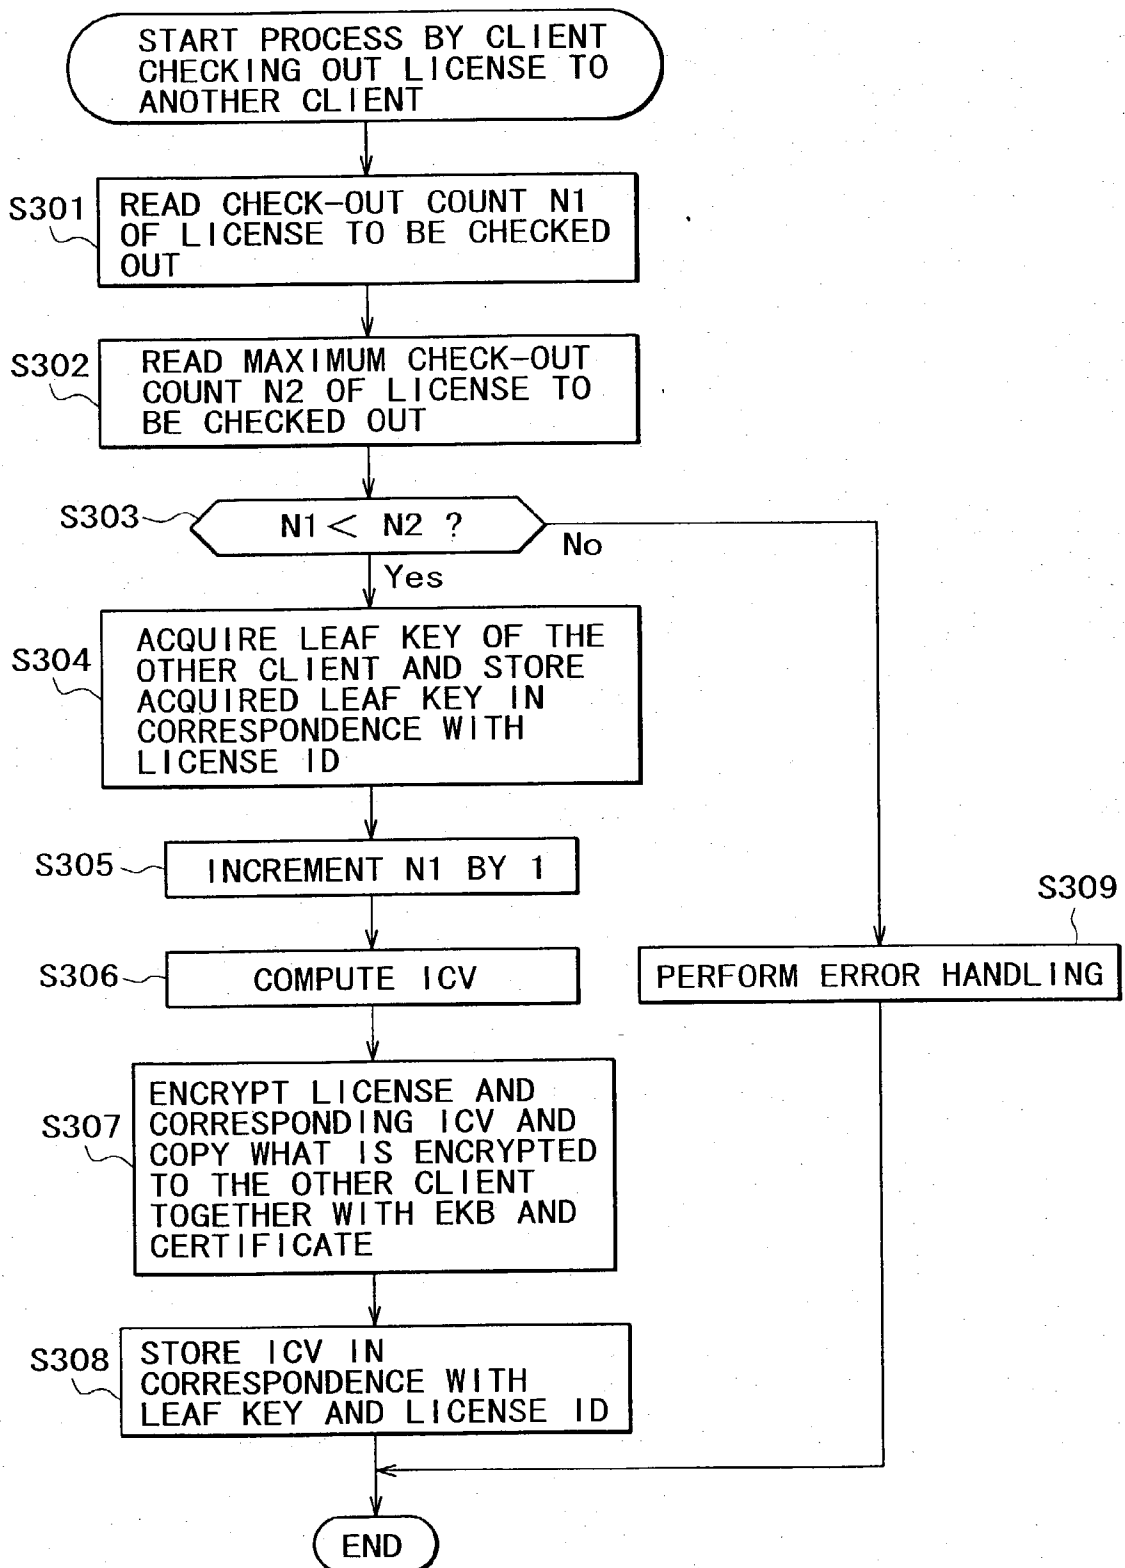 START PROCESS BY CLIENT
CHECKING OUT LICENSE TO
ANOTHER CLIENT
S301
READ CHECK-OUT COUNT N1
OF LICENSE TO BE CHECKED
OUT
S302
READ MAXIMUM CHECK-OUT
COUNT N2 OF LICENSE TO
BE CHECKED OUT
S303
N1 < N2 ?
No
Yes
S304
ACQUIRE LEAF KEY OF THE
OTHER CLIENT AND STORE
ACQUIRED LEAF KEY IN
CORRESPONDENCE WITH
LICENSE ID
S305
INCREMENT N1 BY 1
S309
PERFORM ERROR HANDLING
S306
COMPUTE ICV
S307
ENCRYPT LICENSE AND
CORRESPONDING ICV AND
COPY WHAT IS ENCRYPTED
TO THE OTHER CLIENT
TOGETHER WITH EKB AND
CERTIFICATE
S308
STORE ICV IN
CORRESPONDENCE WITH
LEAF KEY AND LICENSE ID
END